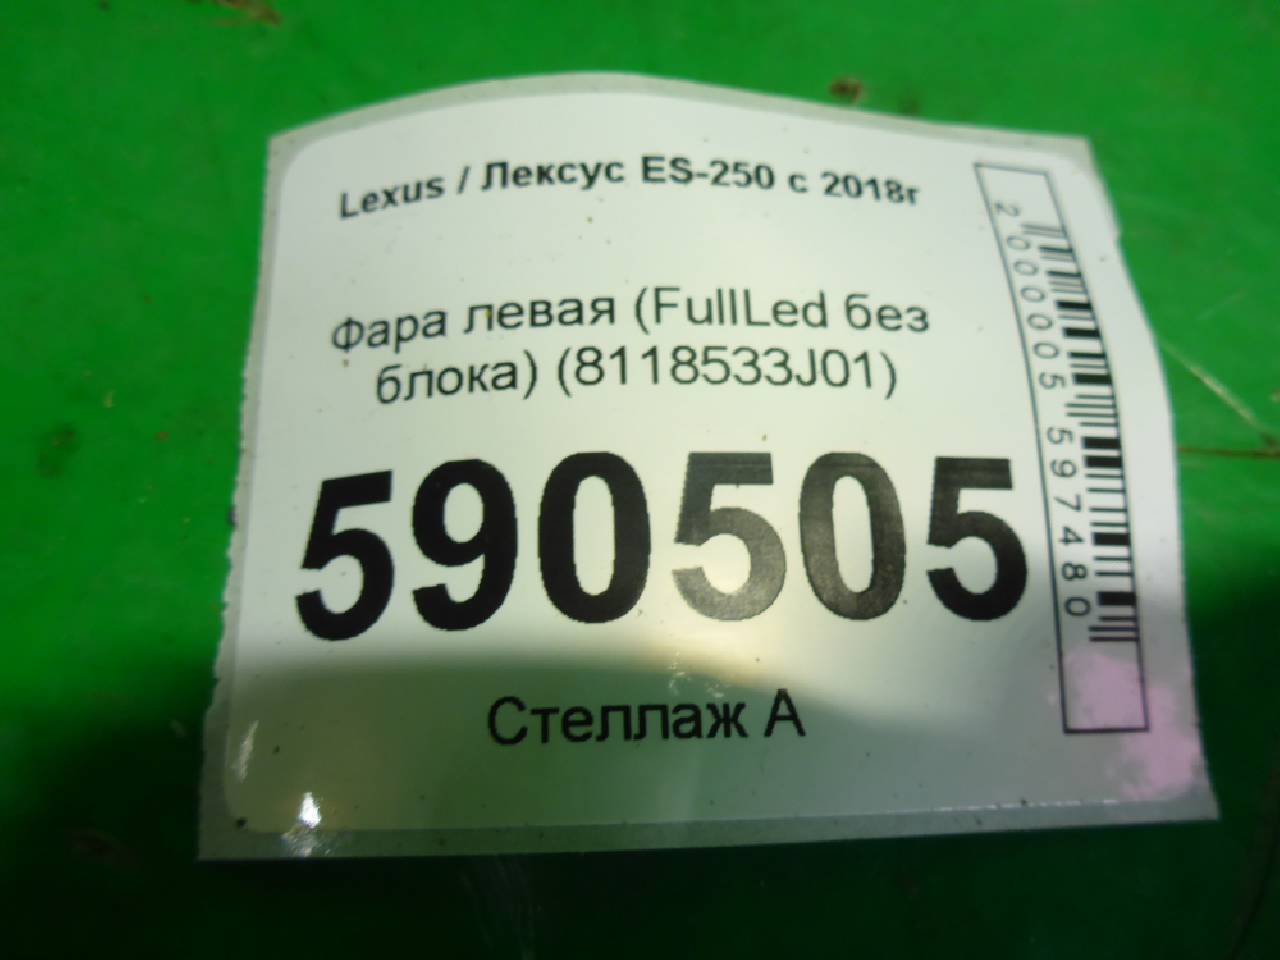 Lexus / Лексус ES-250 с 2018г
Фара левая (FullLed без
блока) (8118533J01)
590505
Стеллаж А
2000005597480